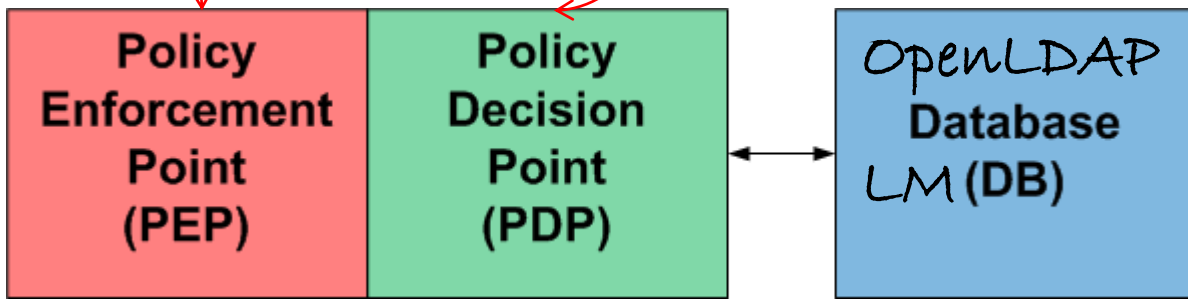 Policy
Enforcement
Point
(PEP)
Policy
Decision
Point
(PDP)
OpenLDAP
Database
LM (DB)